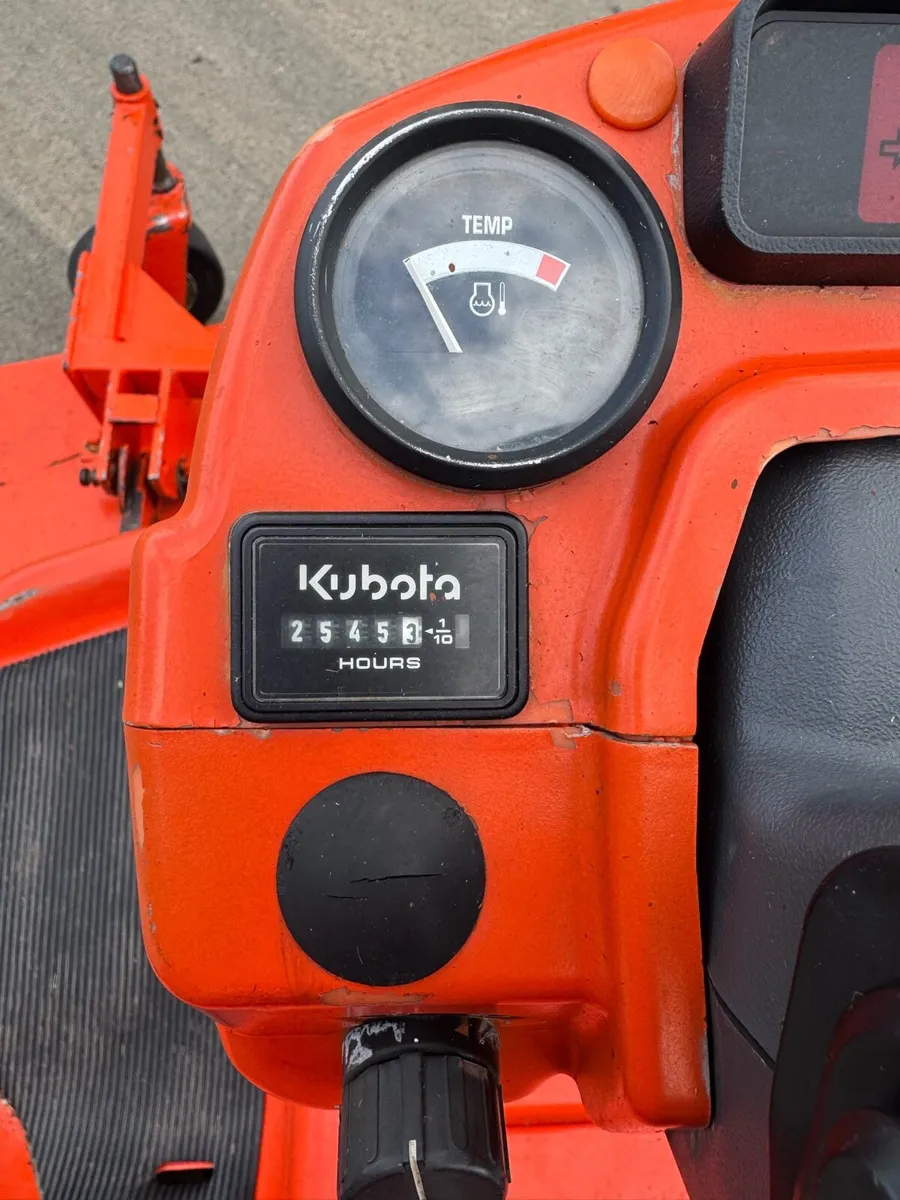 TEMP
Kubota
25453 1/10
HOURS